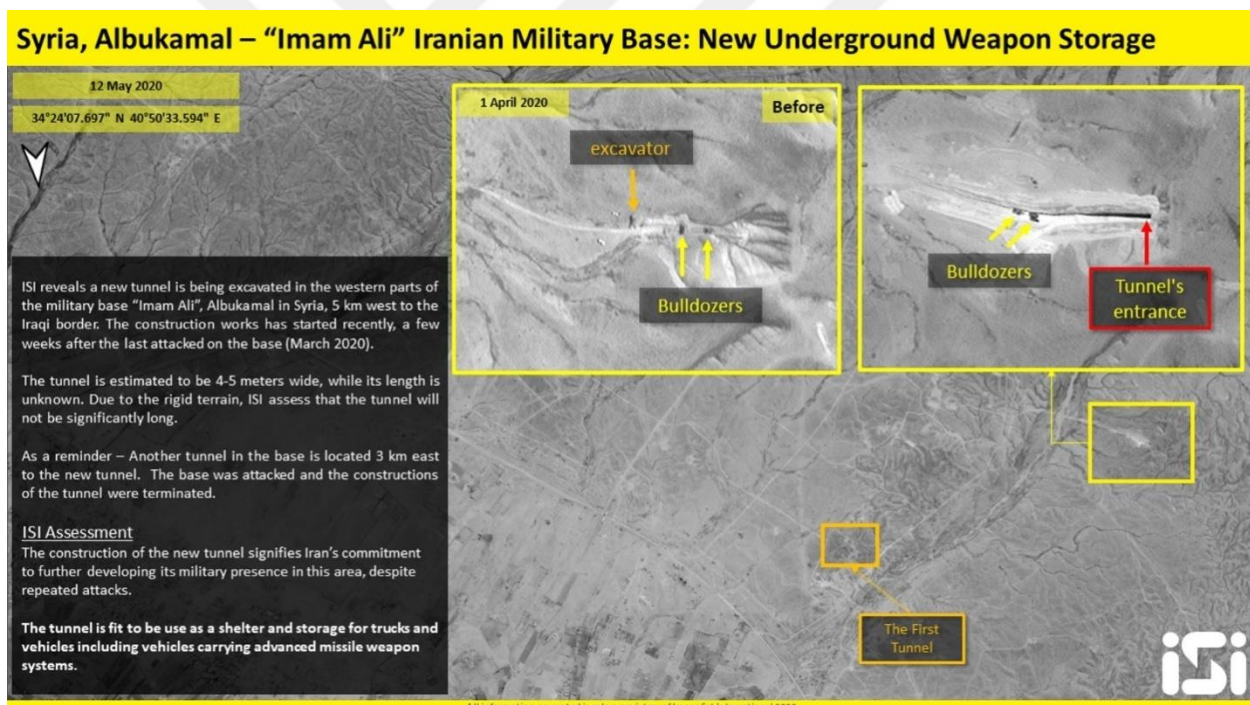 Syria, Albukamal – “Imam Ali” Iranian Military Base: New Underground Weapon Storage
12 May 2020
34°24'07.697" N 40°50'33.594" E
1 April 2020
Before
excavator
Bulldozers
Bulldozers
Tunnel's
entrance
ISI reveals a new tunnel is being excavated in the western parts of
the military base “Imam Ali”, Albukamal in Syria, 5 km west to the
Iraqi border. The construction works has started recently, a few
weeks after the last attacked on the base (March 2020).
The tunnel is estimated to be 4-5 meters wide, while its length is
unknown. Due to the rigid terrain, ISI assess that the tunnel will
not be significantly long.
As a reminder – Another tunnel in the base is located 3 km east
to the new tunnel. The base was attacked and the constructions
of the tunnel were terminated.
ISI Assessment
The construction of the new tunnel signifies Iran’s commitment
to further developing its military presence in this area, despite
repeated attacks.
The tunnel is fit to be use as a shelter and storage for trucks and
vehicles including vehicles carrying advanced missile weapon
systems.
The First
Tunnel
iSi